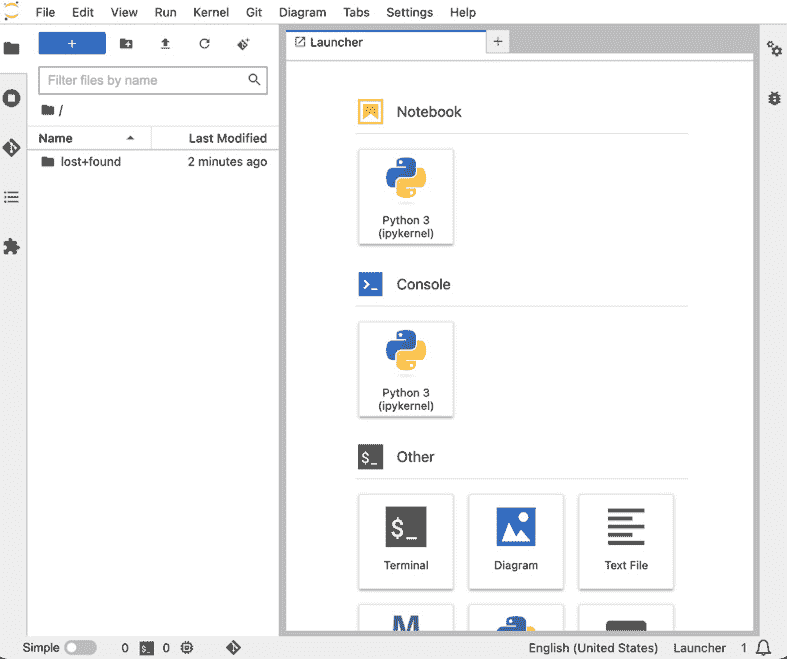 File Edit View Run Kernel Git Diagram Tabs Settings Help
+
Filter files by name
/
Name Last Modified
lost+found 2 minutes ago
Launcher +
Notebook
Python 3
(ipykernel)
>_ Console
Python 3
(ipykernel)
$_ Other
$_
Terminal Diagram Text File
M
Simple 0 $_ 0 English (United States) Launcher 1